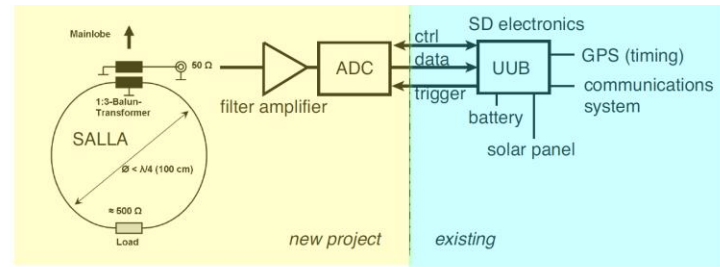 Mainlobe
50 Ω
1:3-Balun-
Transformer
SALLA
Ø < λ/4 (100 cm)
≈ 500 Ω
Load
filter amplifier
ADC
new project
SD electronics
ctrl
data
trigger
UUB
GPS (timing)
communications
system
battery
solar panel
existing